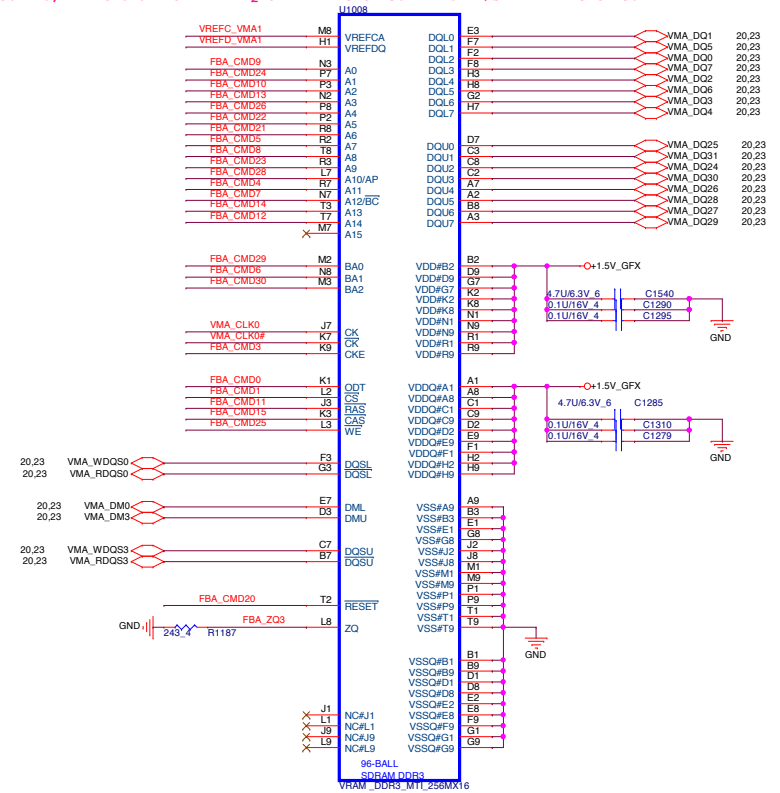 U1008
VREFC_VMA1 M8 VREFCA DQL0 E3 VMA_DQ1 20,23
VREFD_VMA1 H1 VREFDQ DQL1 F7 VMA_DQ5 20,23
DQL2 F2 VMA_DQ0 20,23
FBA_CMD9 N3 A0 DQL3 F8 VMA_DQ7 20,23
FBA_CMD24 P7 A1 DQL4 H3 VMA_DQ2 20,23
FBA_CMD10 P3 A2 DQL5 H8 VMA_DQ6 20,23
FBA_CMD13 N2 A3 DQL6 G2 VMA_DQ3 20,23
FBA_CMD26 P8 A4 DQL7 H7 VMA_DQ4 20,23
FBA_CMD22 P2 A5
FBA_CMD21 R8 A6
FBA_CMD5 R2 A7 DQU0 D7 VMA_DQ25 20,23
FBA_CMD8 T8 A8 DQU1 C3 VMA_DQ31 20,23
FBA_CMD23 R3 A9 DQU2 C8 VMA_DQ24 20,23
FBA_CMD28 L7 A10/AP DQU3 C2 VMA_DQ30 20,23
FBA_CMD4 R7 A11 DQU4 A7 VMA_DQ26 20,23
FBA_CMD7 N7 A12/BC DQU5 A2 VMA_DQ28 20,23
FBA_CMD14 T3 A13 DQU6 B8 VMA_DQ27 20,23
FBA_CMD12 T7 A14 DQU7 A3 VMA_DQ29 20,23
M7 A15
FBA_CMD29 M2 BA0 VDD#B2 B2 +1.5V_GFX
FBA_CMD6 N8 BA1 VDD#D9 D9
FBA_CMD30 M3 BA2 VDD#G7 G7
VDD#K2 K2 4.7U/6.3V_6 C1540
VDD#K8 K8 0.1U/16V_4 C1290
VDD#N1 N1 0.1U/16V_4 C1295
VMA_CLK0 J7 CK VDD#N9 N9
VMA_CLK0# K7 CK VDD#R1 R1 GND
FBA_CMD3 K9 CKE VDD#R9 R9
FBA_CMD0 K1 ODT VDDQ#A1 A1 +1.5V_GFX
FBA_CMD1 L2 CS VDDQ#A8 A8
FBA_CMD11 J3 RAS VDDQ#C1 C1 4.7U/6.3V_6 C1285
FBA_CMD15 K3 CAS VDDQ#C9 C9
FBA_CMD25 L3 WE VDDQ#D2 D2 0.1U/16V_4 C1310
VDDQ#E9 E9 0.1U/16V_4 C1279
VDDQ#F1 F1
20,23 VMA_WDQS0 F3 DQSL VDDQ#H2 H2 GND
20,23 VMA_RDQS0 G3 DQSL VDDQ#H9 H9
20,23 VMA_DM0 E7 DML VSS#A9 A9
20,23 VMA_DM3 D3 DMU VSS#B3 B3
VSS#E1 E1
VSS#G8 G8
20,23 VMA_WDQS3 C7 DQSU VSS#J2 J2
20,23 VMA_RDQS3 B7 DQSU VSS#J8 J8
VSS#M1 M1
VSS#M9 M9
VSS#P1 P1
FBA_CMD20 T2 RESET VSS#P9 P9
VSS#T1 T1
GND 243_4 R1187 FBA_ZQ3 L8 ZQ VSS#T9 T9
GND
VSSQ#B1 B1
VSSQ#B9 B9
VSSQ#D1 D1
VSSQ#D8 D8
VSSQ#E2 E2
J1 NC#J1 VSSQ#E8 E8
L1 NC#L1 VSSQ#F9 F9
J9 NC#J9 VSSQ#G1 G1
L9 NC#L9 VSSQ#G9 G9
96-BALL
SDRAM DDR3
VRAM _DDR3_MTI_256MX16